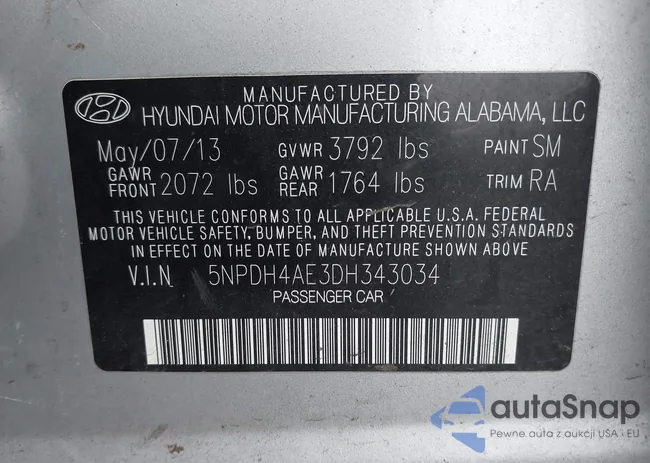 MANUFACTURED BY
HYUNDAI MOTOR MANUFACTURING ALABAMA, LLC
May/07/13 GVWR 3792 lbs PAINT SM
GAWR FRONT 2072 lbs GAWR REAR 1764 lbs TRIM RA
THIS VEHICLE CONFORMS TO ALL APPLICABLE U.S.A. FEDERAL
MOTOR VEHICLE SAFETY, BUMPER, AND THEFT PREVENTION STANDARDS
IN EFFECT ON THE DATE OF MANUFACTURE SHOWN ABOVE.
V.I.N 5NPDH4AE3DH343034
PASSENGER CAR
autaSnap
Pewne auta z aukcji USA i EU